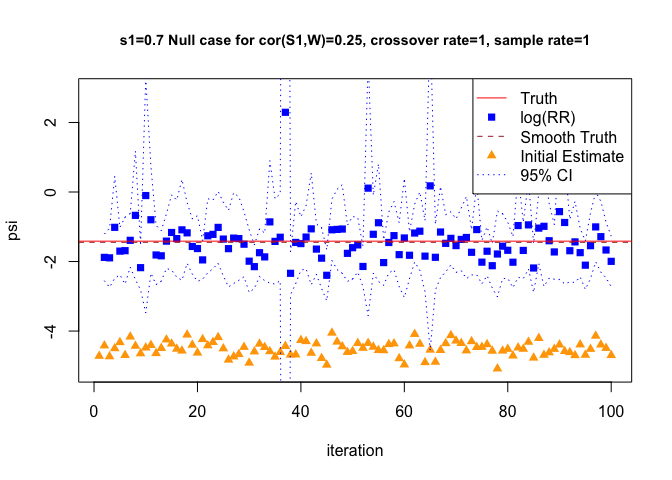 s1=0.7 Null case for cor(S1,W)=0.25, crossover rate=1, sample rate=1
Truth
log(RR)
Smooth Truth
Initial Estimate
95% CI
psi
2
0
-2
-4
0
20
40
60
80
100
iteration